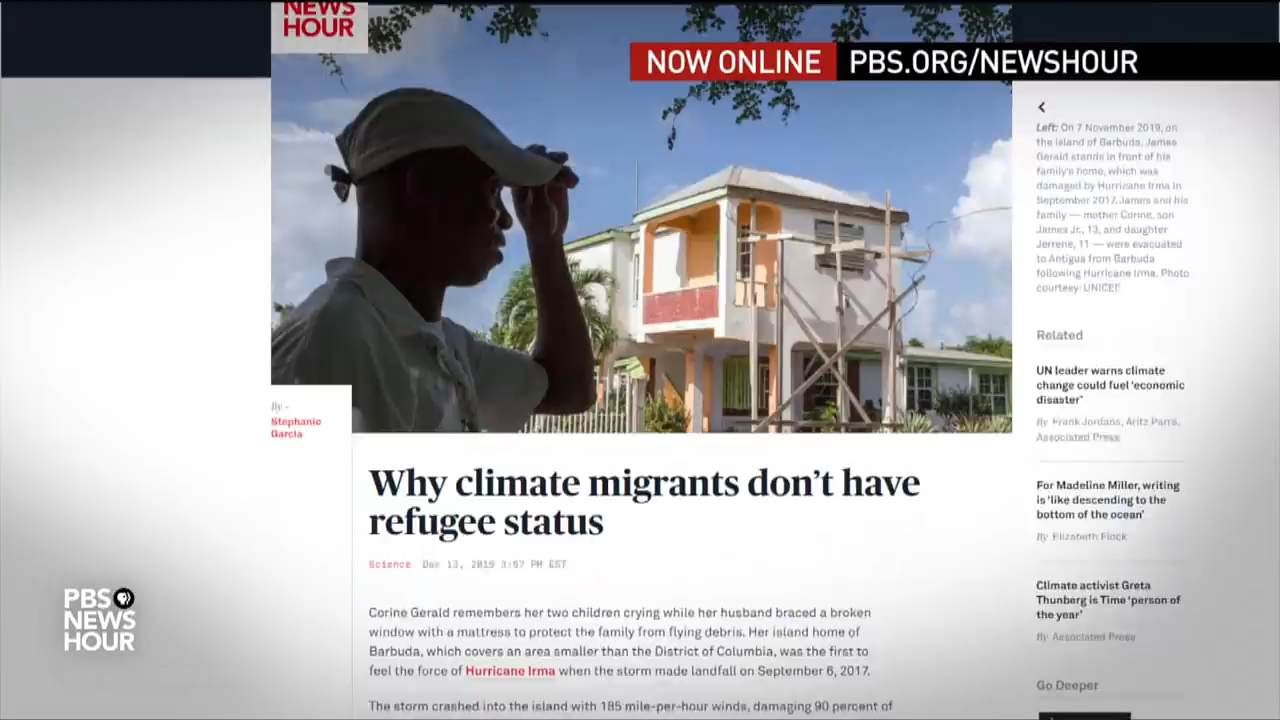 NEWS
HOUR
NOW ONLINE PBS.ORG/NEWSHOUR
Left: On 7 November 2019, on
the island of Barbuda, James
Gerald stands in front of his
family's home, which was
damaged by Hurricane Irma in
September 2017. James and his
family — mother Corine, son
James Jr., 13, and daughter
Jerrene, 11 — were evacuated
to Antigua from Barbuda
following Hurricane Irma. Photo
courtesy: UNICEF
Related
UN leader warns climate
change could fuel 'economic
disaster'
By Frank Jordans, Aritz Parra,
Associated Press
For Madeline Miller, writing
is 'like descending to the
bottom of the ocean'
By Elizabeth Flock
Climate activist Greta
Thunberg is Time 'person of
the year'
By Associated Press
Go Deeper
By -
Stephanie
Garcia
Why climate migrants don't have
refugee status
Science Dec 13, 2019 3:57 PM EST
Corine Gerald remembers her two children crying while her husband braced a broken
window with a mattress to protect the family from flying debris. Her island home of
Barbuda, which covers an area smaller than the District of Columbia, was the first to
feel the force of Hurricane Irma when the storm made landfall on September 6, 2017.
The storm crashed into the island with 185 mile-per-hour winds, damaging 90 percent of
PBS
NEWS
HOUR